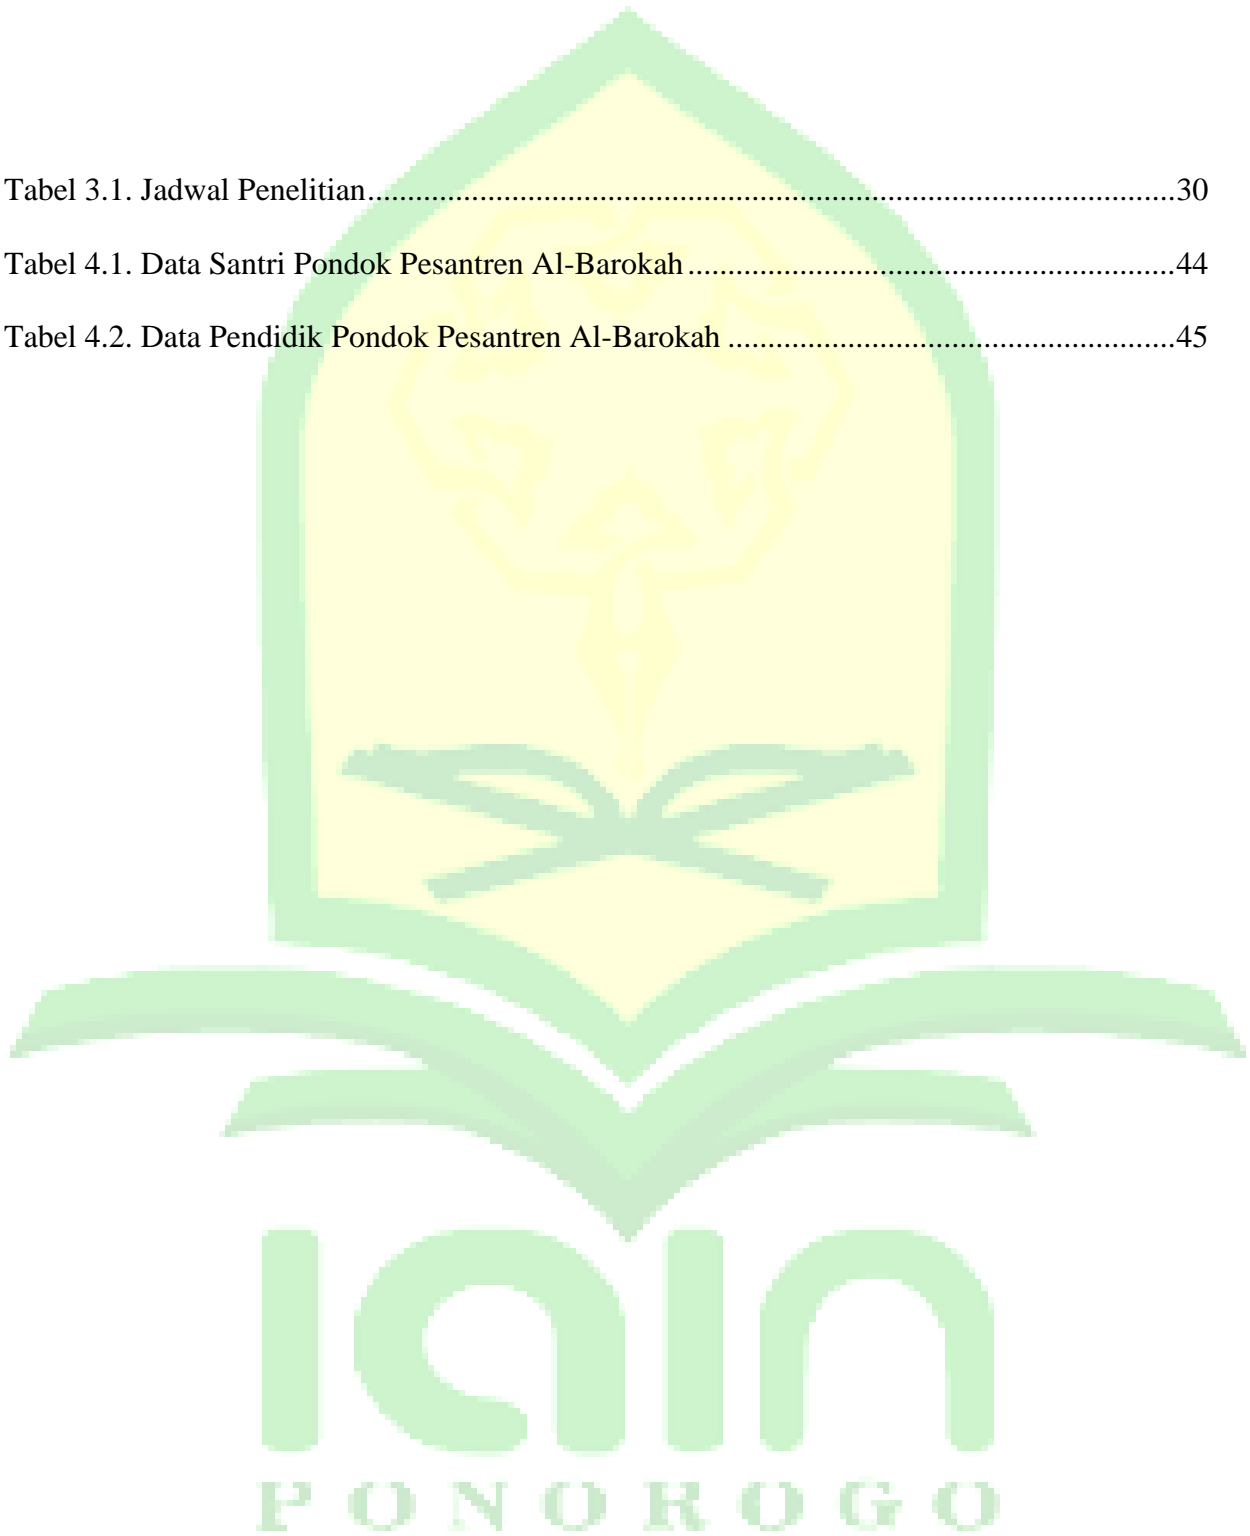 Tabel 3.1. Jadwal Penelitian.....................................................................................................30
Tabel 4.1. Data Santri Pondok Pesantren Al-Barokah.............................................................44
Tabel 4.2. Data Pendidik Pondok Pesantren Al-Barokah........................................................45
iain
PONOROGO